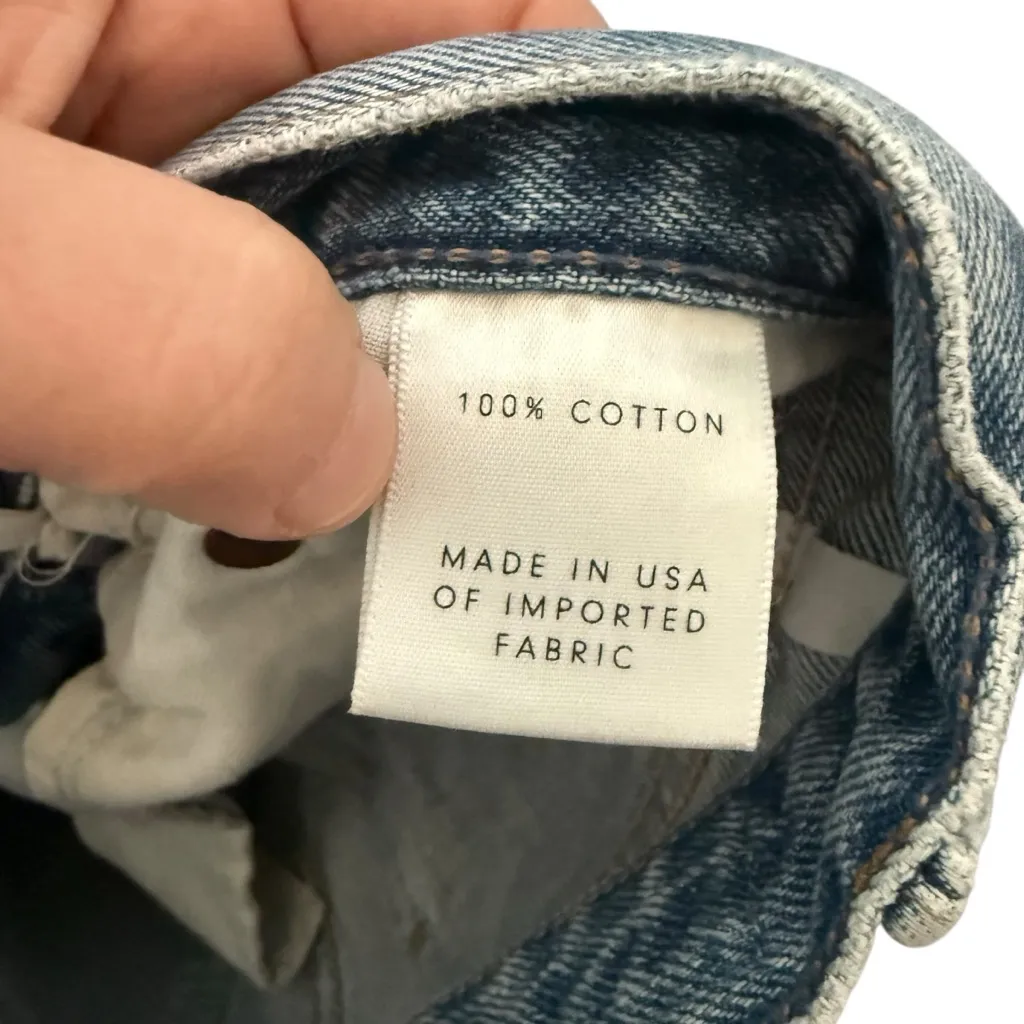 100% COTTON
MADE IN USA
OF IMPORTED
FABRIC